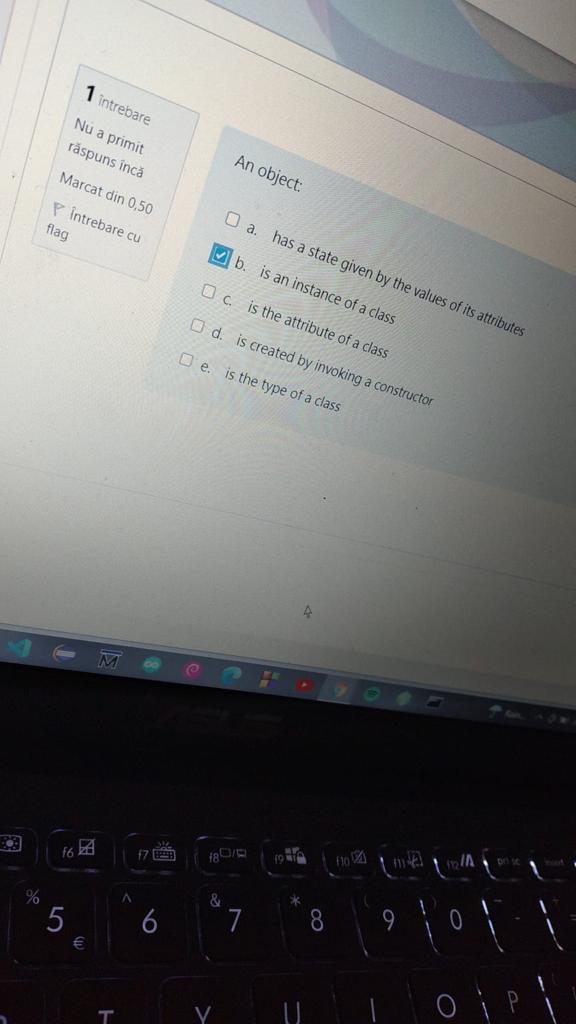 1 întrebare
Nu a primit
răspuns încă
Marcat din 0,50
Întrebare cu
flag
An object:
a. has a state given by the values of its attributes
b. is an instance of a class
c. is the attribute of a class
d. is created by invoking a constructor
e. is the type of a class
M
f6 f7 f8 f9 f10 f11 f12 prt sc insert
% 5 € ^ 6 & 7 * 8 ( 9 ) 0 - =
T Y U I O P